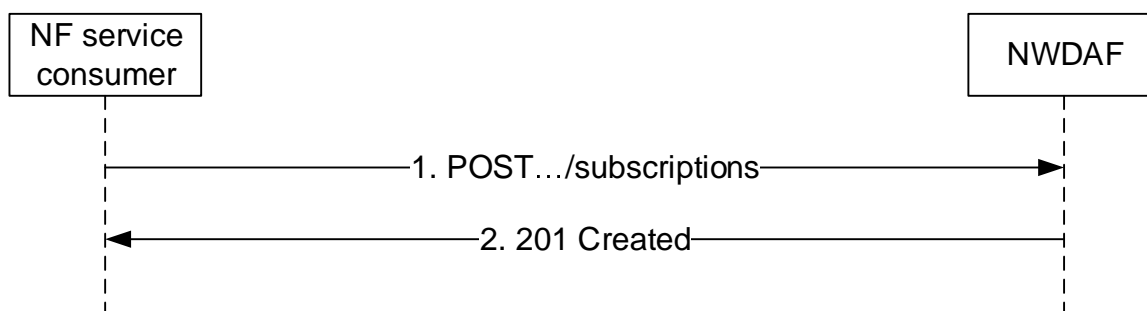 NF service
consumer
NWDAF
1. POST…/subscriptions
2. 201 Created